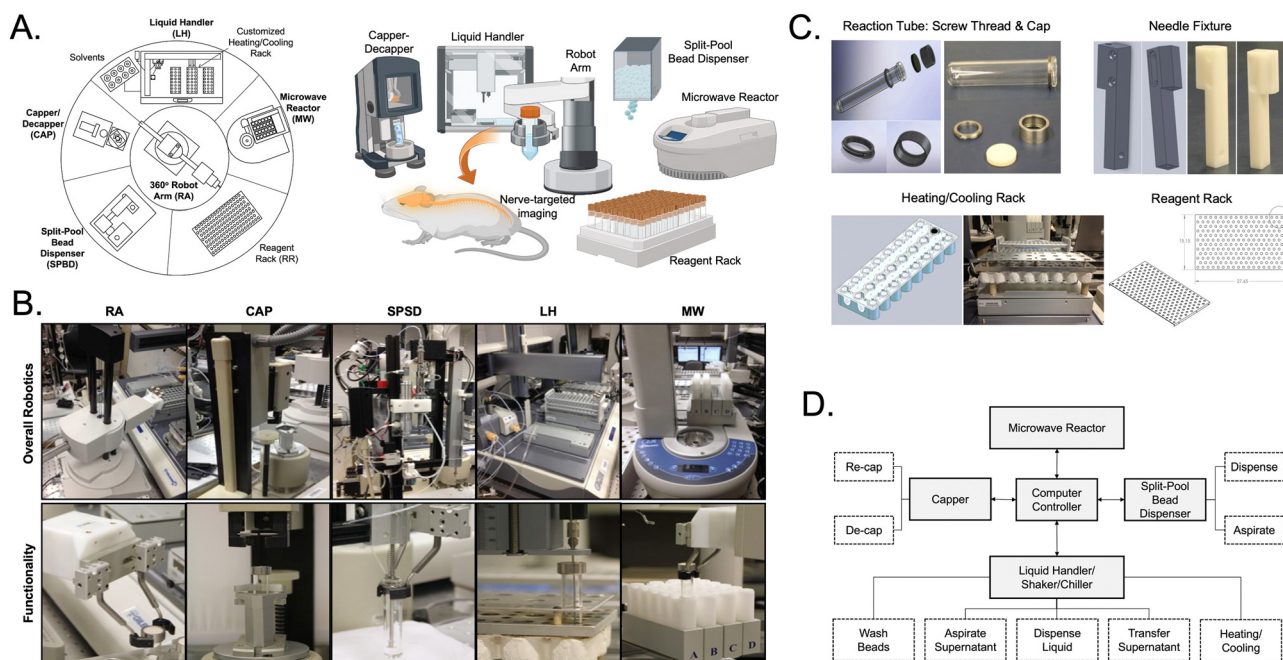 A.
Liquid Handler
(LH)
Customized
Heating/Cooling
Rack
Solvents
Microwave
Reactor
(MW)
Capper/
Decapper
(CAP)
360º Robot
Arm (RA)
Split-Pool
Bead
Dispenser
(SPBD)
Reagent
Rack (RR)
Capper-
Decapper
Liquid Handler
Robot
Arm
Split-Pool
Bead Dispenser
Microwave Reactor
Nerve-targeted
imaging
Reagent Rack
B.
RA
CAP
SPSD
LH
MW
Overall Robotics
Functionality
A
B
C
D
C.
Reaction Tube: Screw Thread & Cap
Needle Fixture
Heating/Cooling Rack
Reagent Rack
D.
Microwave Reactor
Re-cap
De-cap
Capper
Computer
Controller
Split-Pool
Bead
Dispenser
Dispense
Aspirate
Liquid Handler/
Shaker/Chiller
Wash
Beads
Aspirate
Supernatant
Dispense
Liquid
Transfer
Supernatant
Heating/
Cooling